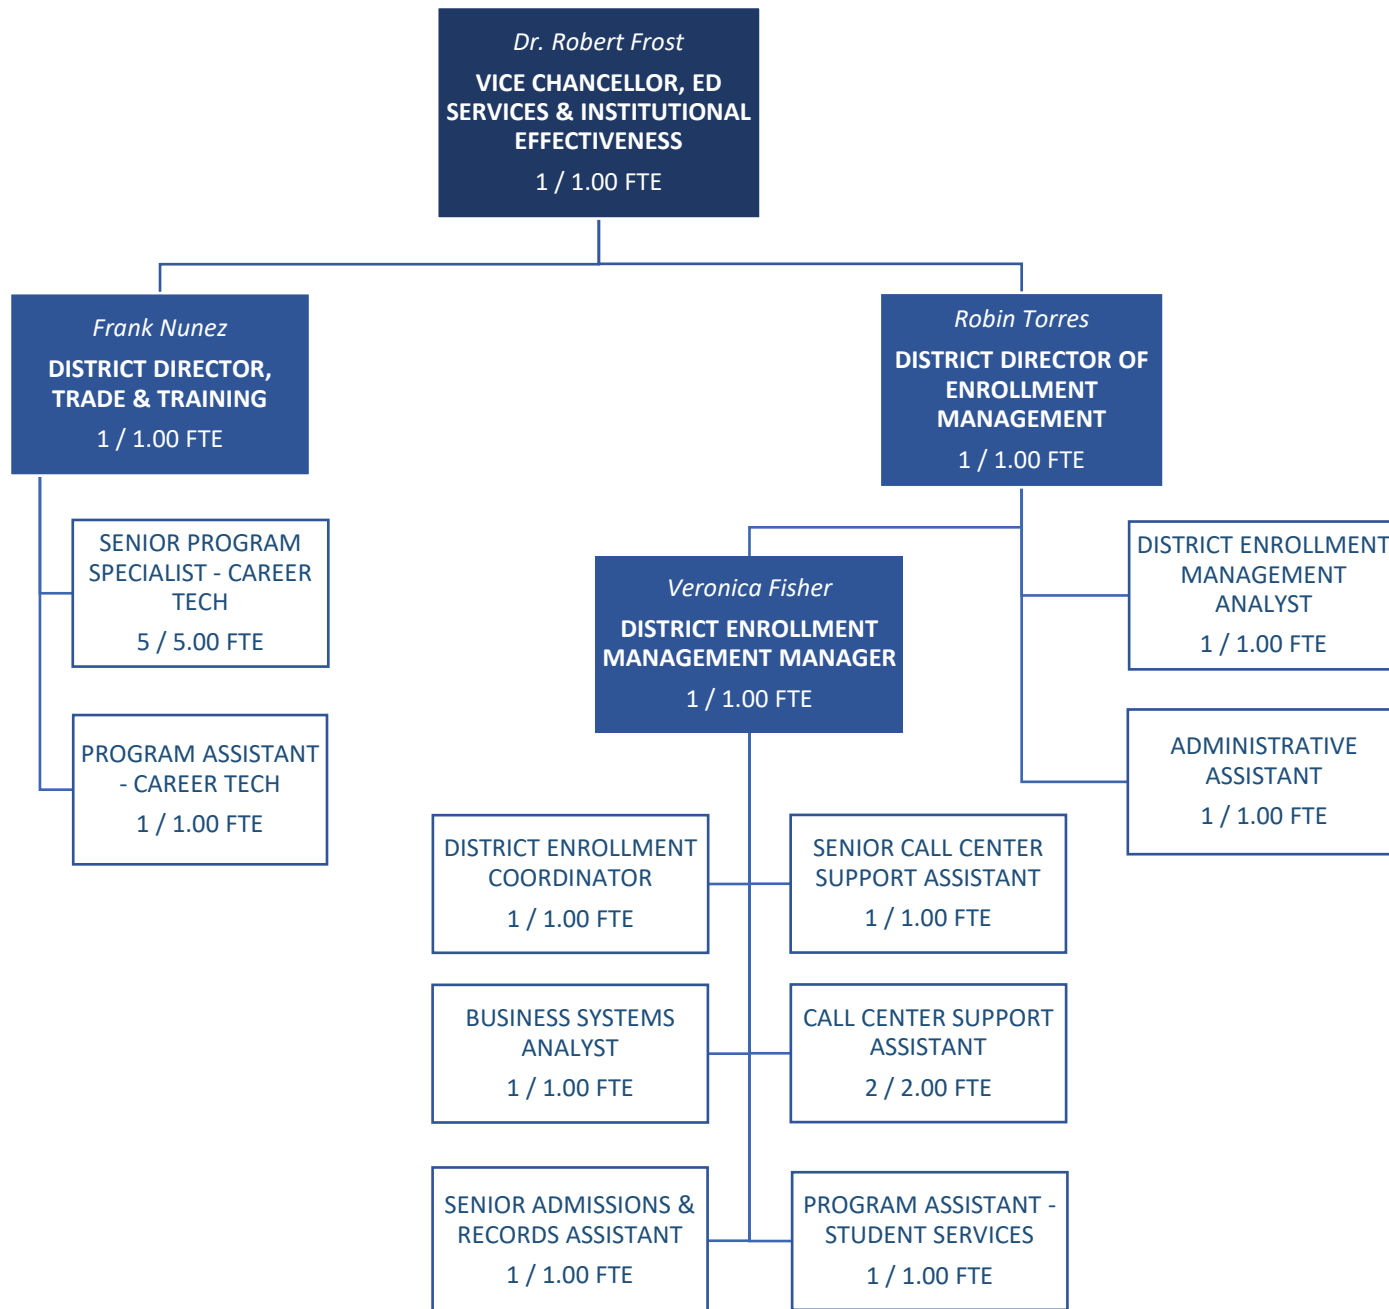 Dr. Robert Frost
VICE CHANCELLOR, ED
SERVICES & INSTITUTIONAL
EFFECTIVENESS
1 / 1.00 FTE
Frank Nunez
DISTRICT DIRECTOR,
TRADE & TRAINING
1 / 1.00 FTE
Robin Torres
DISTRICT DIRECTOR OF
ENROLLMENT
MANAGEMENT
1 / 1.00 FTE
SENIOR PROGRAM
SPECIALIST - CAREER
TECH
5 / 5.00 FTE
PROGRAM ASSISTANT
- CAREER TECH
1 / 1.00 FTE
Veronica Fisher
DISTRICT ENROLLMENT
MANAGEMENT MANAGER
1 / 1.00 FTE
DISTRICT ENROLLMENT
MANAGEMENT
ANALYST
1 / 1.00 FTE
ADMINISTRATIVE
ASSISTANT
1 / 1.00 FTE
DISTRICT ENROLLMENT
COORDINATOR
1 / 1.00 FTE
SENIOR CALL CENTER
SUPPORT ASSISTANT
1 / 1.00 FTE
BUSINESS SYSTEMS
ANALYST
1 / 1.00 FTE
CALL CENTER SUPPORT
ASSISTANT
2 / 2.00 FTE
SENIOR ADMISSIONS &
RECORDS ASSISTANT
1 / 1.00 FTE
PROGRAM ASSISTANT -
STUDENT SERVICES
1 / 1.00 FTE